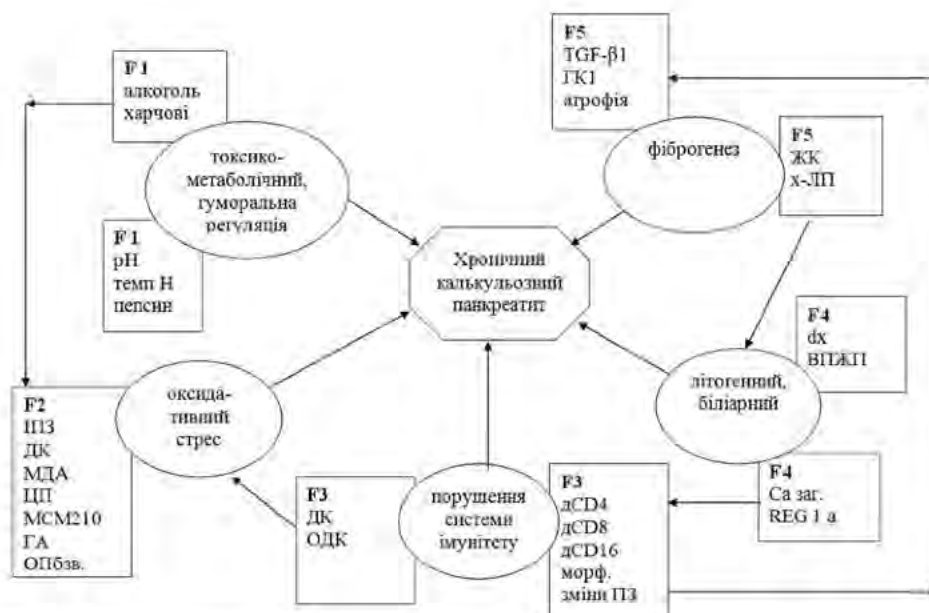 F1
алкоголь
харчові
токсико-
метаболічний,
гуморальна
регуляція
F1
pH
темп Н
пепсин
F5
TGF-β1
ГК1
атрофія
фіброгенез
F5
ЖК
х-ЛП
Хронічний
калькульозний
панкреатит
F4
dx
ВПЖП
літогенний,
біліарний
F4
Са заг.
REG 1 а
F2
ІПЗ
ДК
МДА
ЦП
МСМ210
ГА
ОПбзв.
оксида-
тивний
стрес
F3
ДК
ОДК
порушення
системи
імунітету
F3
дCD4
дCD8
дCD16
морф.
зміни ПЗ